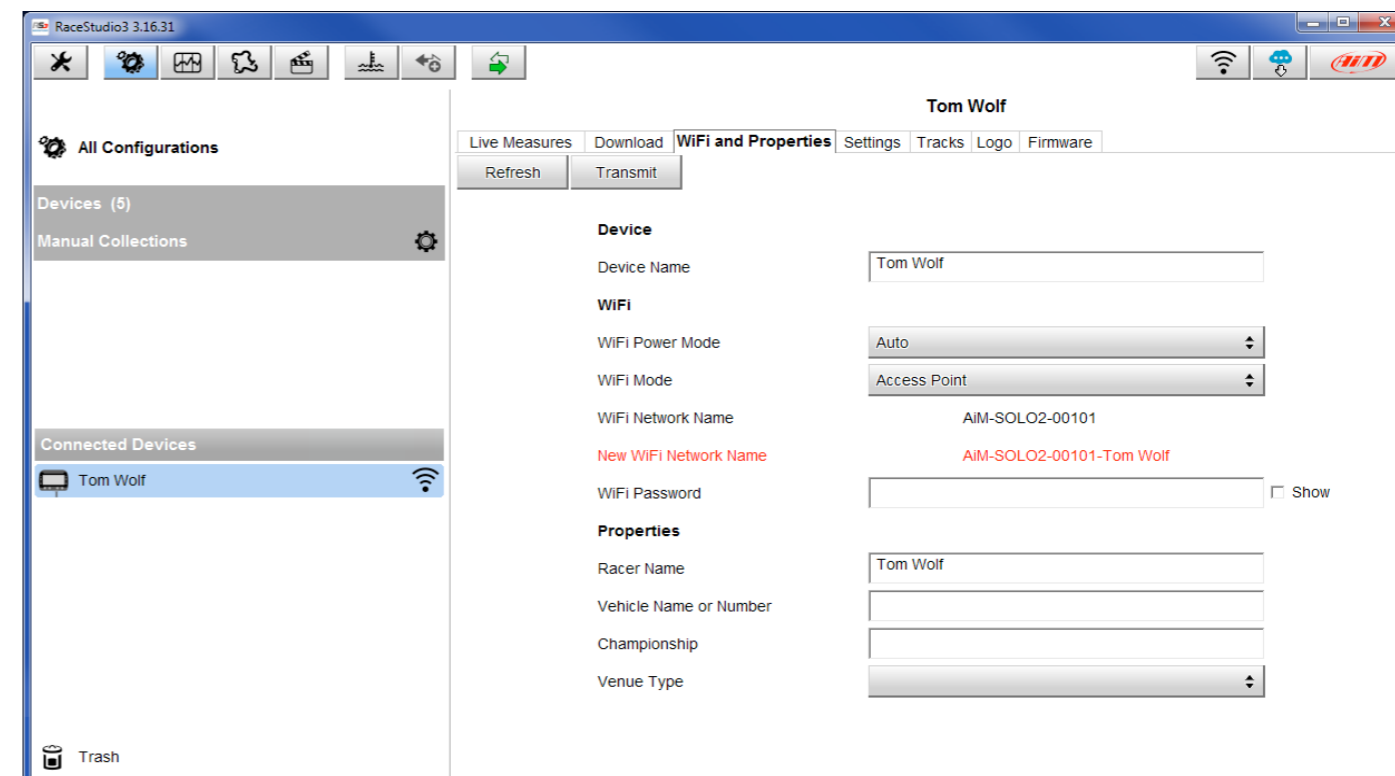 RaceStudio3 3.16.31
AiM
Tom Wolf
All Configurations
Live Measures Download WiFi and Properties Settings Tracks Logo Firmware
Refresh Transmit
Devices (5)
Manual Collections
Device
Device Name Tom Wolf
WiFi
WiFi Power Mode Auto
WiFi Mode Access Point
WiFi Network Name AiM-SOLO2-00101
Connected Devices
New WiFi Network Name AiM-SOLO2-00101-Tom Wolf
Tom Wolf
WiFi Password Show
Properties
Racer Name Tom Wolf
Vehicle Name or Number
Championship
Venue Type
Trash